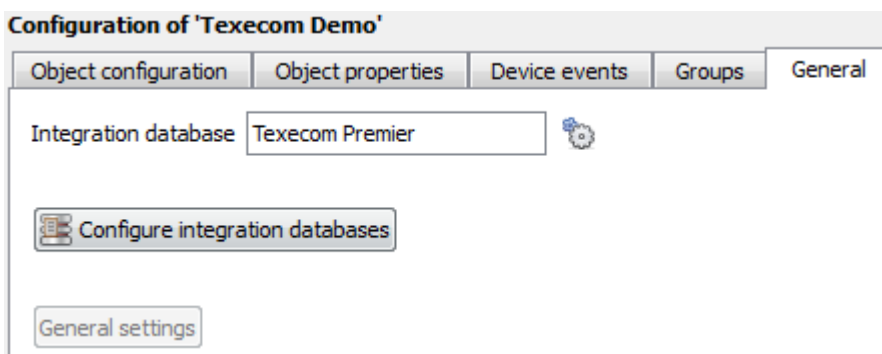 Configuration of 'Texecom Demo'
Object configuration Object properties Device events Groups General
Integration database Texecom Premier
Configure integration databases
General settings